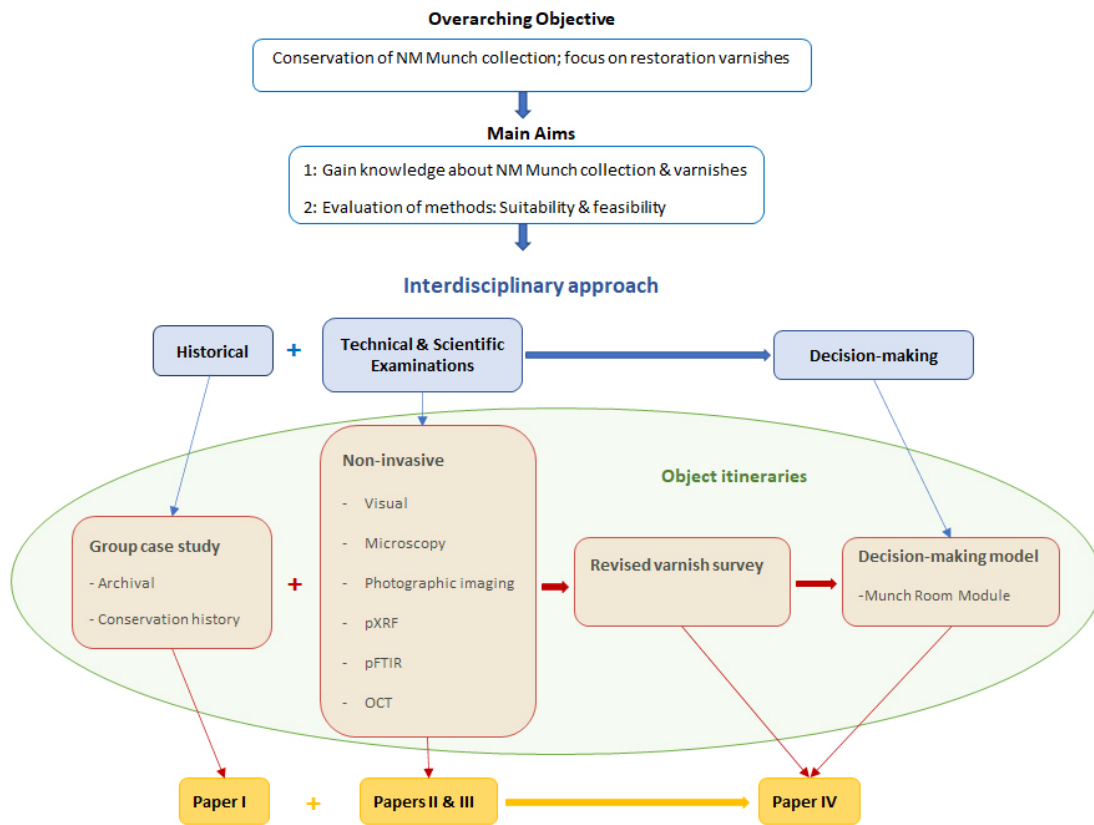 Overarching Objective
Conservation of NM Munch collection; focus on restoration varnishes
Main Aims
1: Gain knowledge about NM Munch collection & varnishes
2: Evaluation of methods: Suitability & feasibility
Interdisciplinary approach
Historical
+
Technical & Scientific
Examinations
Decision-making
Object itineraries
Group case study
- Archival
- Conservation history
+
Non-invasive
- Visual
- Microscopy
- Photographic imaging
- pXRF
- pFTIR
- OCT
Revised varnish survey
Decision-making model
-Munch Room Module
Paper I
+
Papers II & III
Paper IV